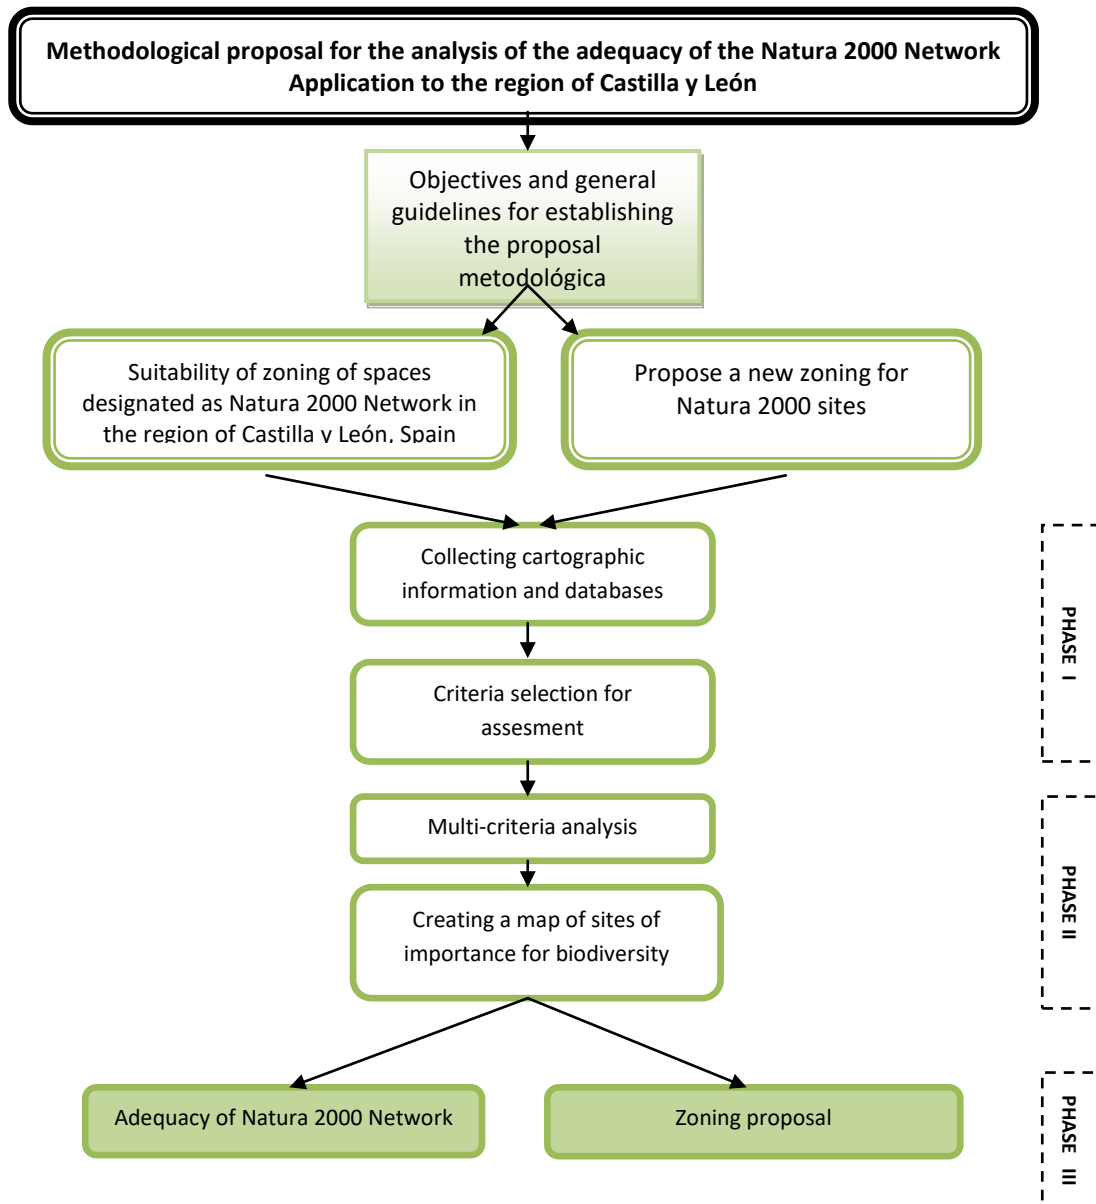 Methodological proposal for the analysis of the adequacy of the Natura 2000 Network
Application to the region of Castilla y León
Objectives and general
guidelines for establishing
the proposal
metodológica
Suitability of zoning of spaces
designated as Natura 2000 Network in
the region of Castilla y León, Spain
Propose a new zoning for
Natura 2000 sites
Collecting cartographic
information and databases
Criteria selection for
assesment
PHASE I
Multi-criteria analysis
Creating a map of sites of
importance for biodiversity
PHASE II
Adequacy of Natura 2000 Network
Zoning proposal
PHASE III